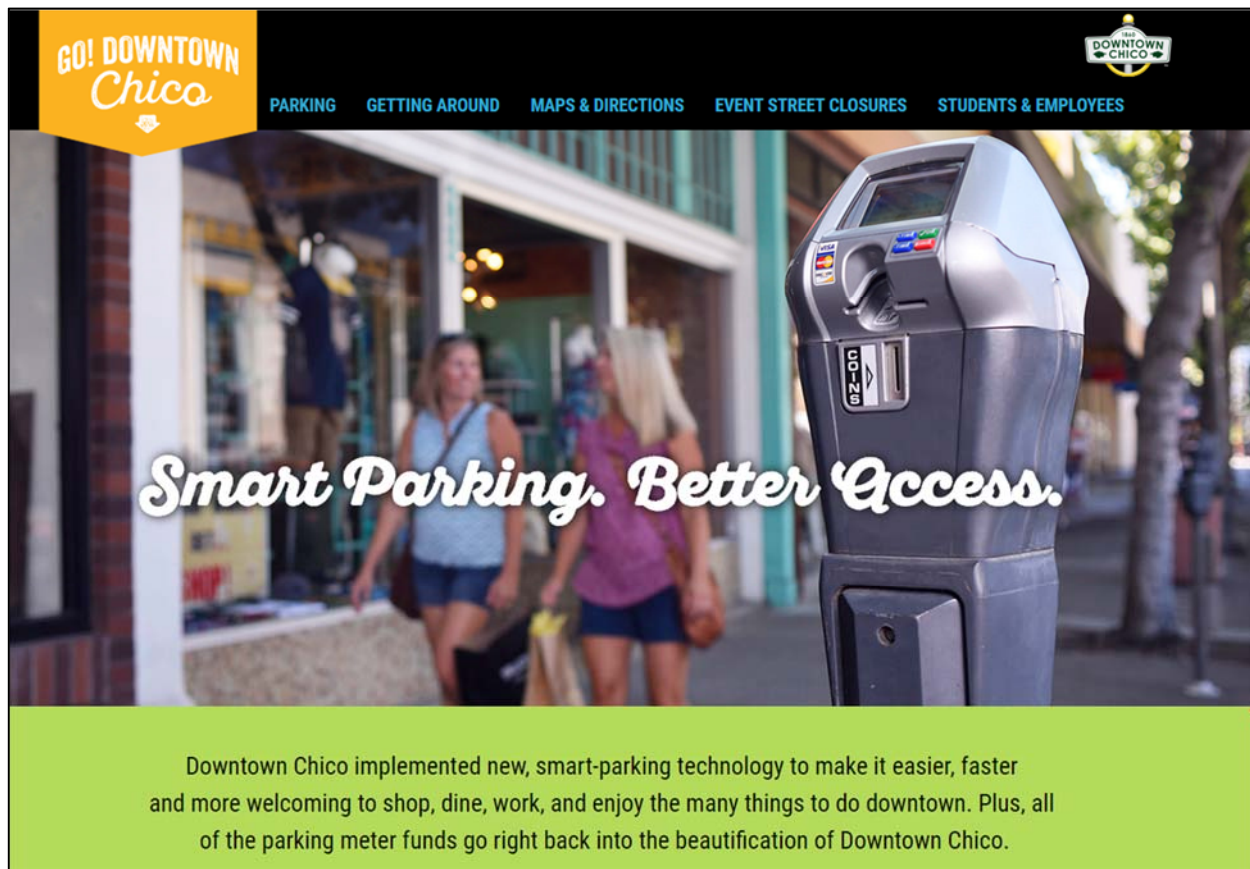 GO! DOWNTOWN
Chico
1860
DOWNTOWN
CHICO
PARKING GETTING AROUND MAPS & DIRECTIONS EVENT STREET CLOSURES STUDENTS & EMPLOYEES
VISA
COINS
SHOP!
Smart Parking. Better Access.
Downtown Chico implemented new, smart-parking technology to make it easier, faster
and more welcoming to shop, dine, work, and enjoy the many things to do downtown. Plus, all
of the parking meter funds go right back into the beautification of Downtown Chico.